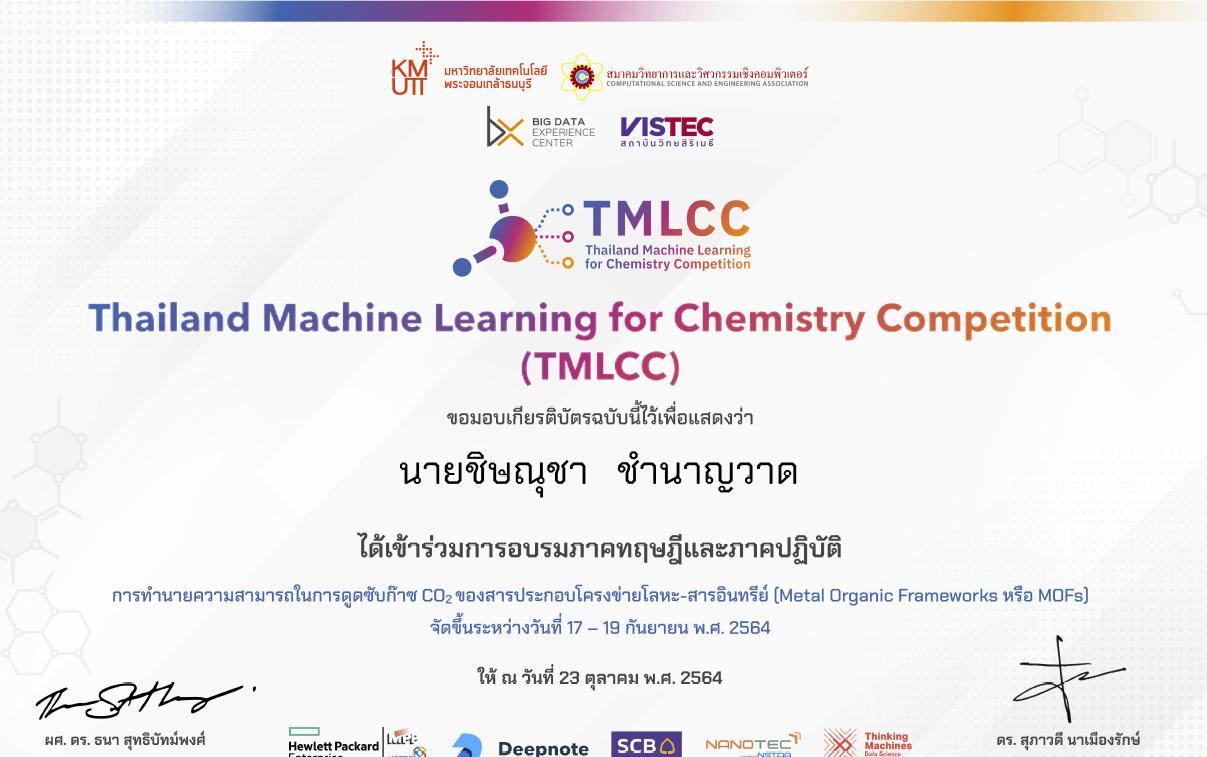 KM
UTT
มหาวิทยาลัยเทคโนโลยี
พระจอมเกล้าธนบุรี
สมาคมวิทยาการและวิศวกรรมเชิงคอมพิวเตอร์
COMPUTATIONAL SCIENCE AND ENGINEERING ASSOCIATION
BIG DATA
EXPERIENCE
CENTER
VISTEC
สถาบันวิทยสิริเมธี
TMLCC
Thailand Machine Learning
for Chemistry Competition
Thailand Machine Learning for Chemistry Competition
(TMLCC)
ขอมอบเกียรติบัตรฉบับนี้ไว้เพื่อแสดงว่า
นายชิษณุชา ชำนาญวาด
ได้เข้าร่วมการอบรมภาคทฤษฎีและภาคปฏิบัติ
การทำนายความสามารถในการดูดซับก๊าซ CO₂ ของสารประกอบโครงข่ายโลหะ-สารอินทรีย์ (Metal Organic Frameworks หรือ MOFs)
จัดขึ้นระหว่างวันที่ 17 – 19 กันยายน พ.ศ. 2564
ให้ ณ วันที่ 23 ตุลาคม พ.ศ. 2564
ผศ. ดร. ธนา สุทธิบัทม์พงศ์
ดร. สุภาวดี นาเมืองรักษ์
Hewlett Packard
Enterprise
Deepnote
SCB
NANOTEC
NSTDA
Thinking
Machines
Data Science